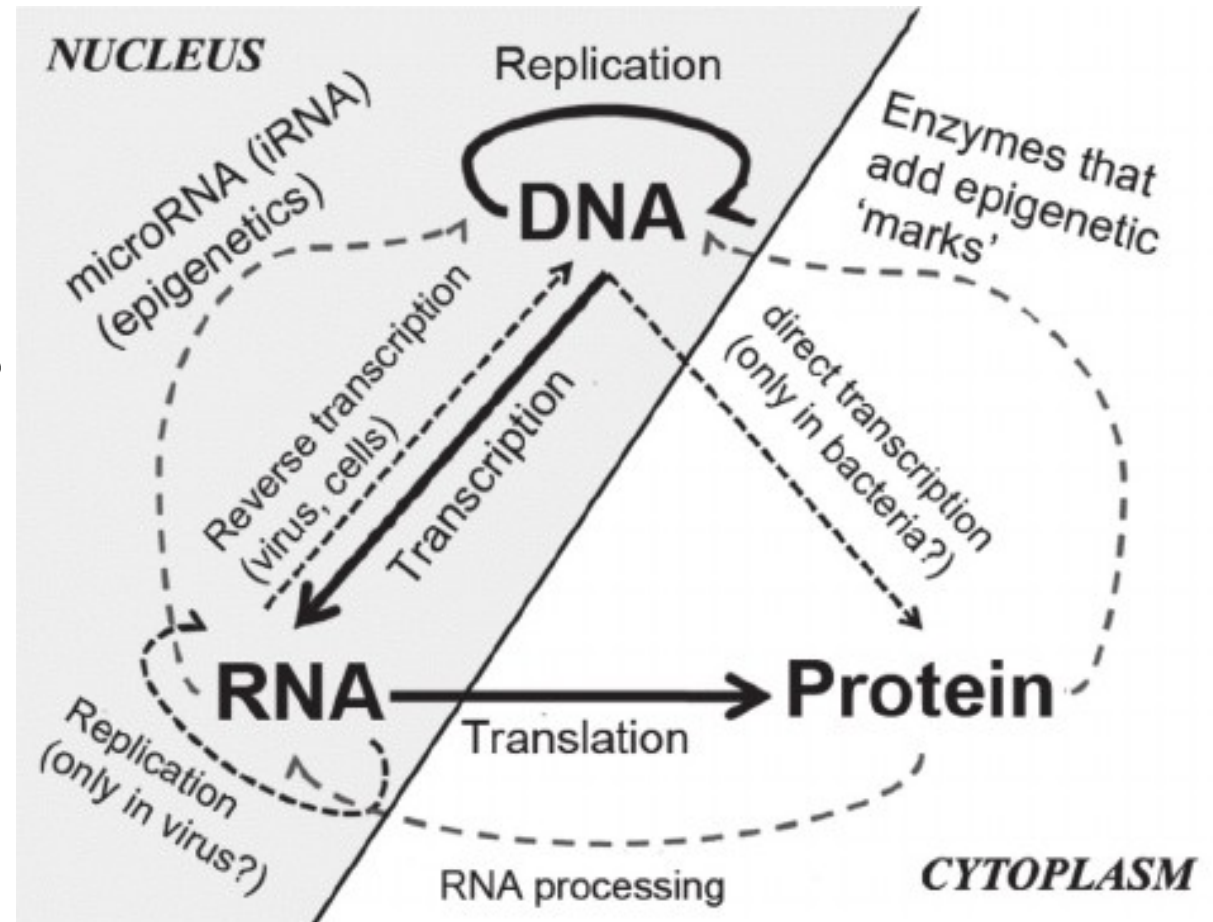 NUCLEUS
Replication
microRNA (iRNA)
(epigenetics)
Enzymes that
add epigenetic
‘marks’
DNA
Reverse transcription
(virus, cells)
Transcription
direct transcription
(only in bacteria?)
RNA
Protein
Translation
Replication
(only in virus?)
RNA processing
CYTOPLASM